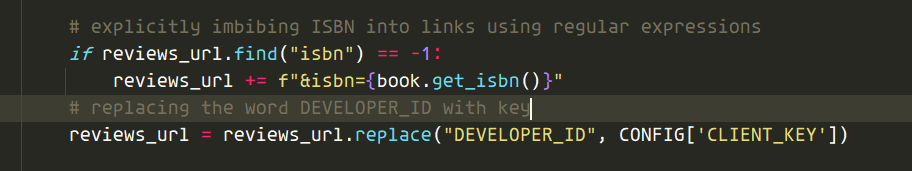 # explicitly imbibing ISBN into links using regular expressions
if reviews_url.find("isbn") == -1:
reviews_url += f"&isbn={book.get_isbn()}"
# replacing the word DEVELOPER_ID with key
reviews_url = reviews_url.replace("DEVELOPER_ID", CONFIG['CLIENT_KEY'])